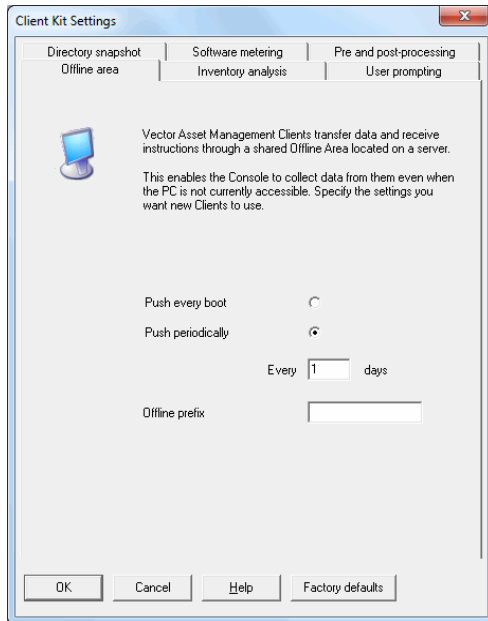 Client Kit Settings
Directory snapshot Software metering Pre and post-processing
Offline area Inventory analysis User prompting
Vector Asset Management Clients transfer data and receive
instructions through a shared Offline Area located on a server.
This enables the Console to collect data from them even when
the PC is not currently accessible. Specify the settings you
want new Clients to use.
Push every boot
Push periodically
Every 1 days
Offline prefix
OK Cancel Help Factory defaults